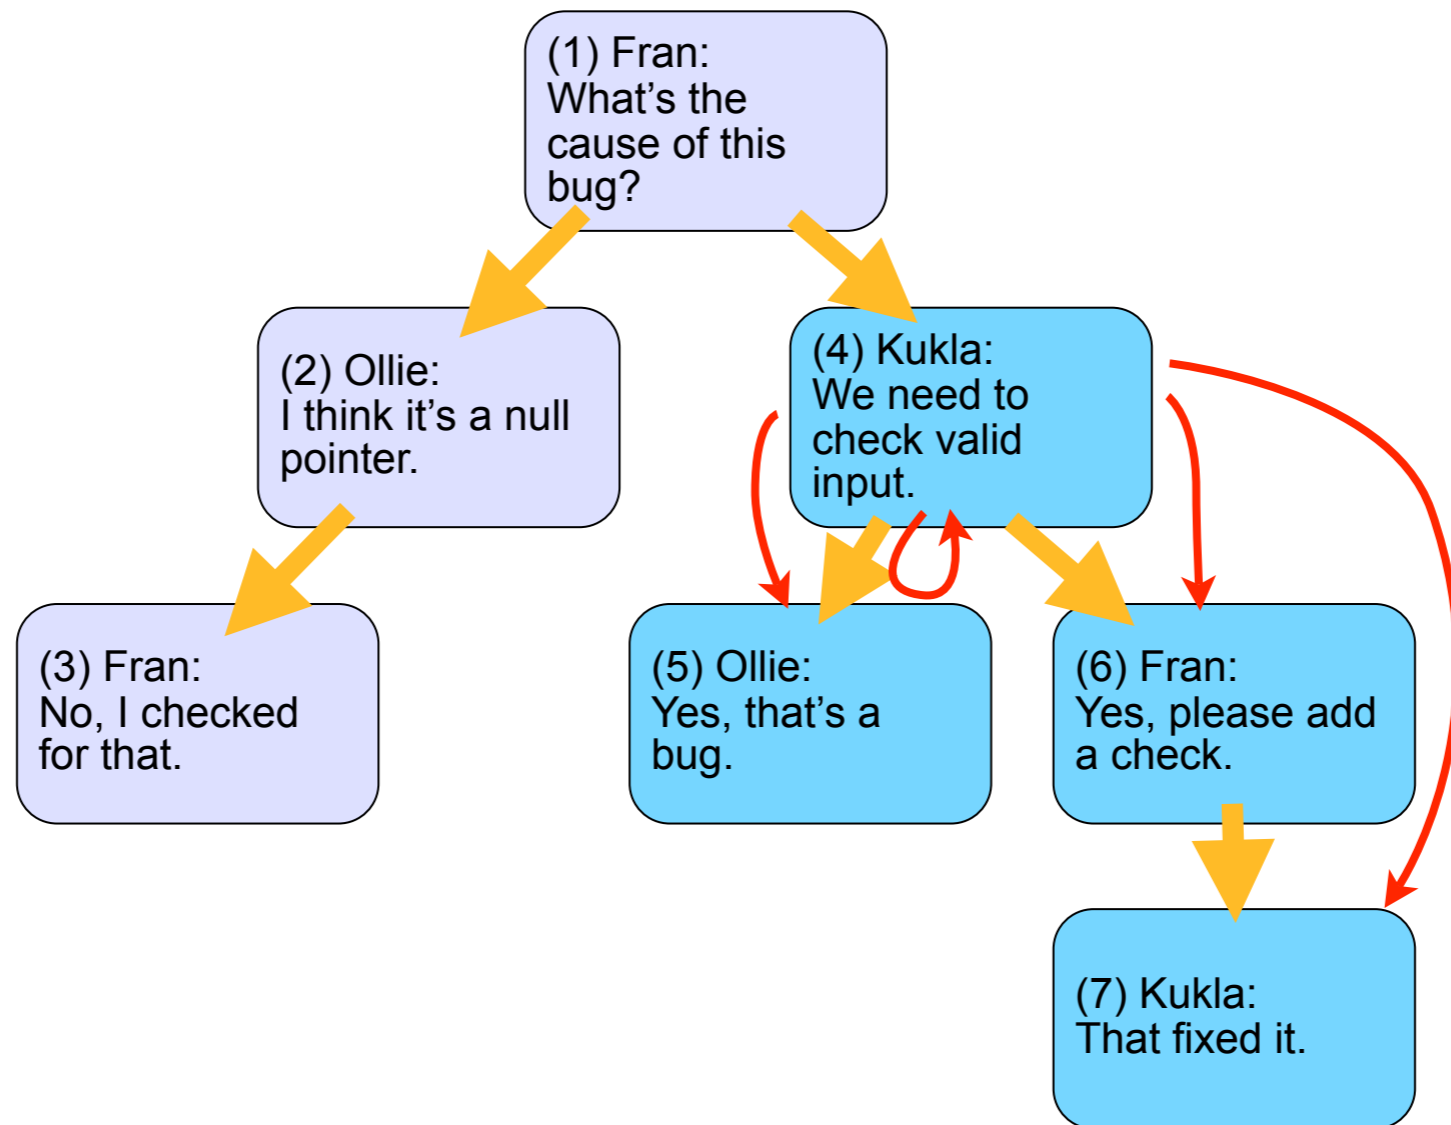 (1) Fran:
What’s the
cause of this
bug?
(2) Ollie:
I think it’s a null
pointer.
(4) Kukla:
We need to
check valid
input.
(3) Fran:
No, I checked
for that.
(5) Ollie:
Yes, that’s a
bug.
(6) Fran:
Yes, please add
a check.
(7) Kukla:
That fixed it.